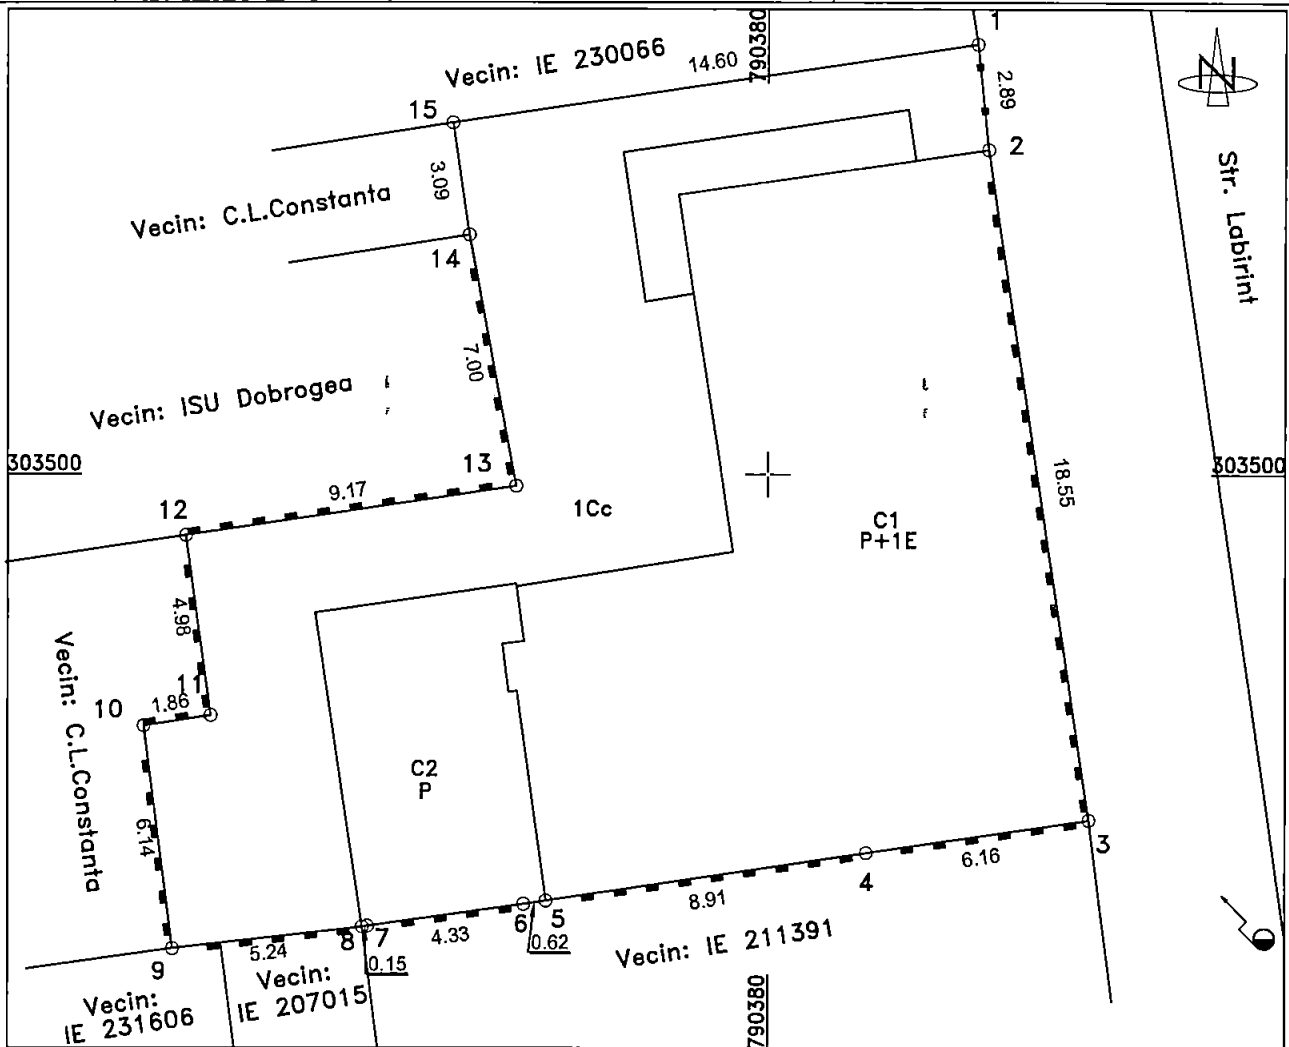 790380
1
N
Vecin: IE 230066
14.60
2.89
15
2
3.09
Str. Labirint
Vecin: C.L.Constanta
14
7.00
Vecin: ISU Dobrogea
303500
303500
13
9.17
18.55
12
1Cc
C1
P+1E
4.98
Vecin: C.L.Constanta
11
1.86
10
C2
P
6.14
3
4
6.16
8.91
5
6
0.62
4.33
7
8
0.15
5.24
9
Vecin: IE 211391
Vecin:
IE 207015
Vecin:
IE 231606
790380